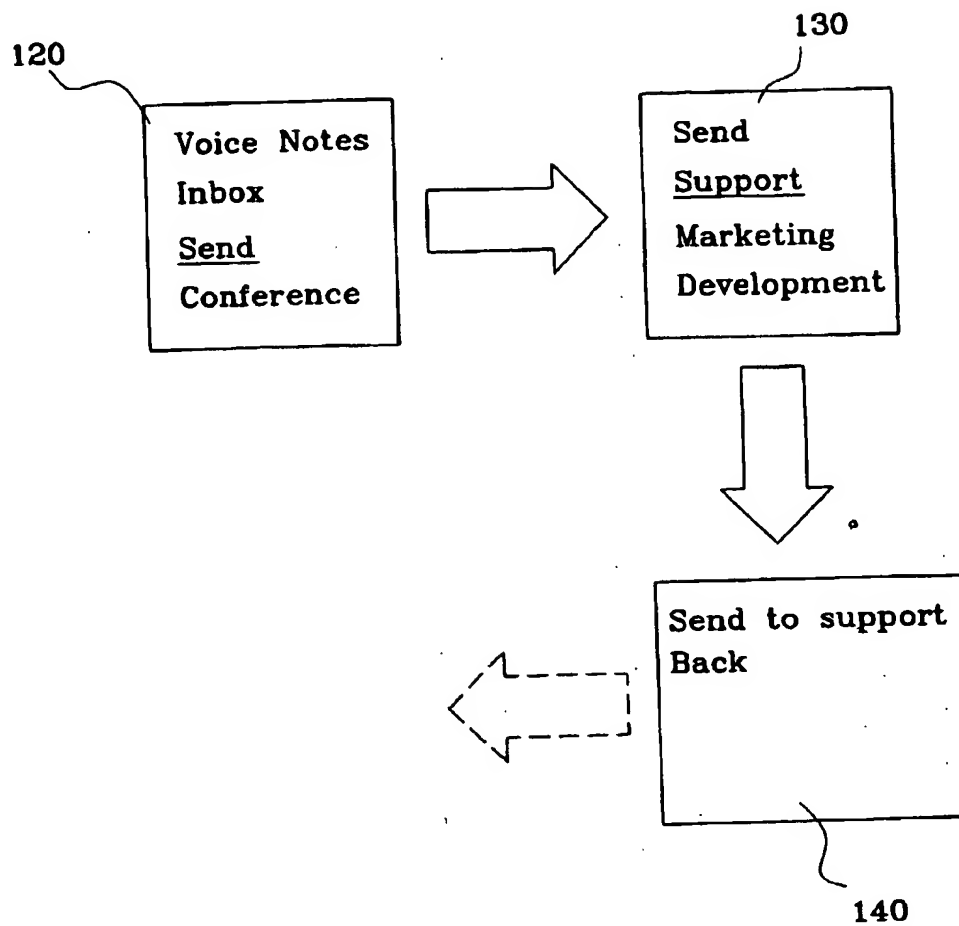 120
Voice Notes
Inbox
Send
Conference
130
Send
Support
Marketing
Development
Send to support
Back
140